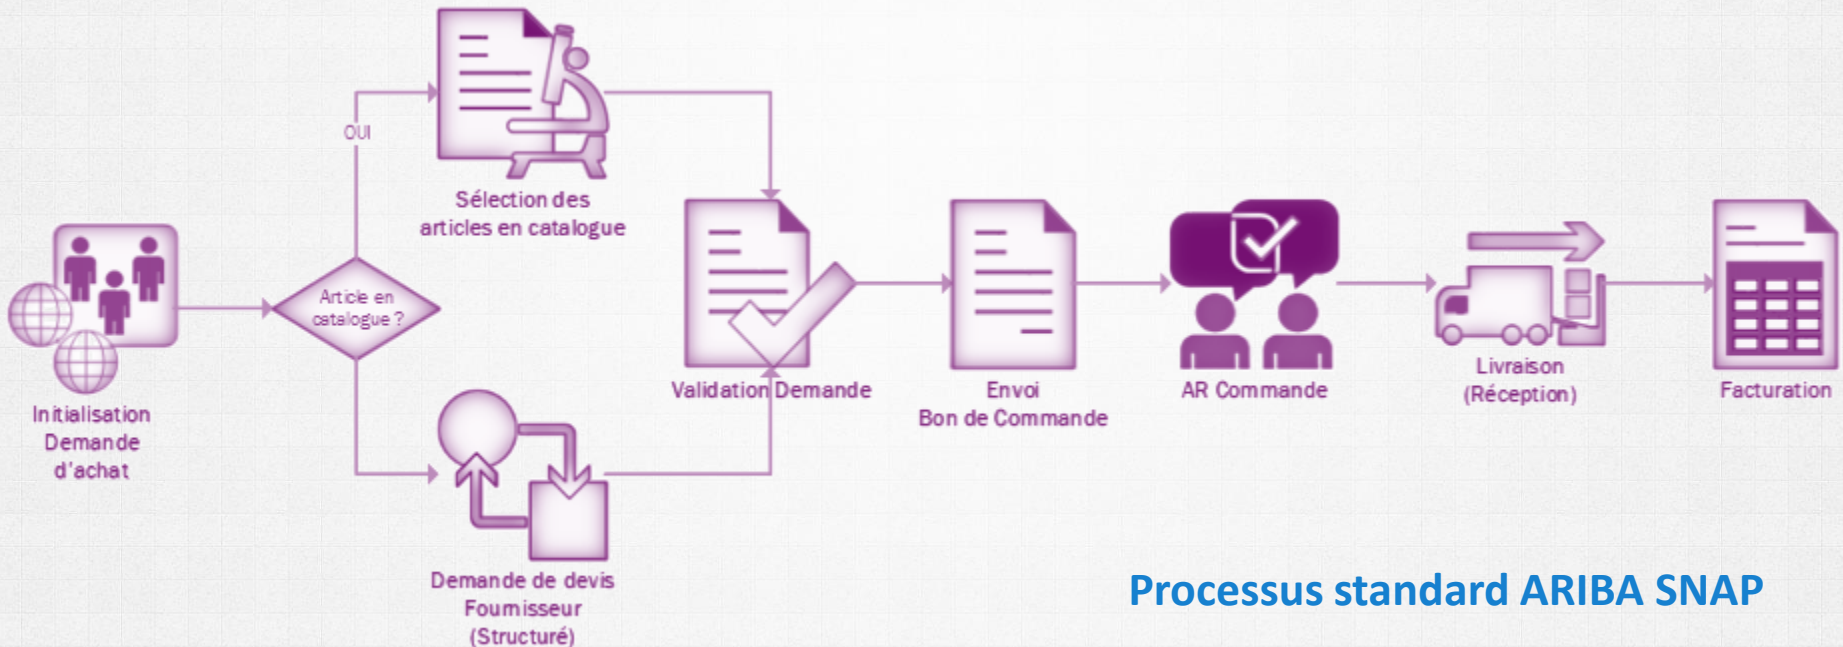 Initialisation
Demande
d'achat
Article en
catalogue ?
OUI
Sélection des
articles en catalogue
Demande de devis
Fournisseur
(Structuré)
Validation Demande
Envoi
Bon de Commande
AR Commande
Livraison
(Réception)
Facturation
Processus standard ARIBA SNAP